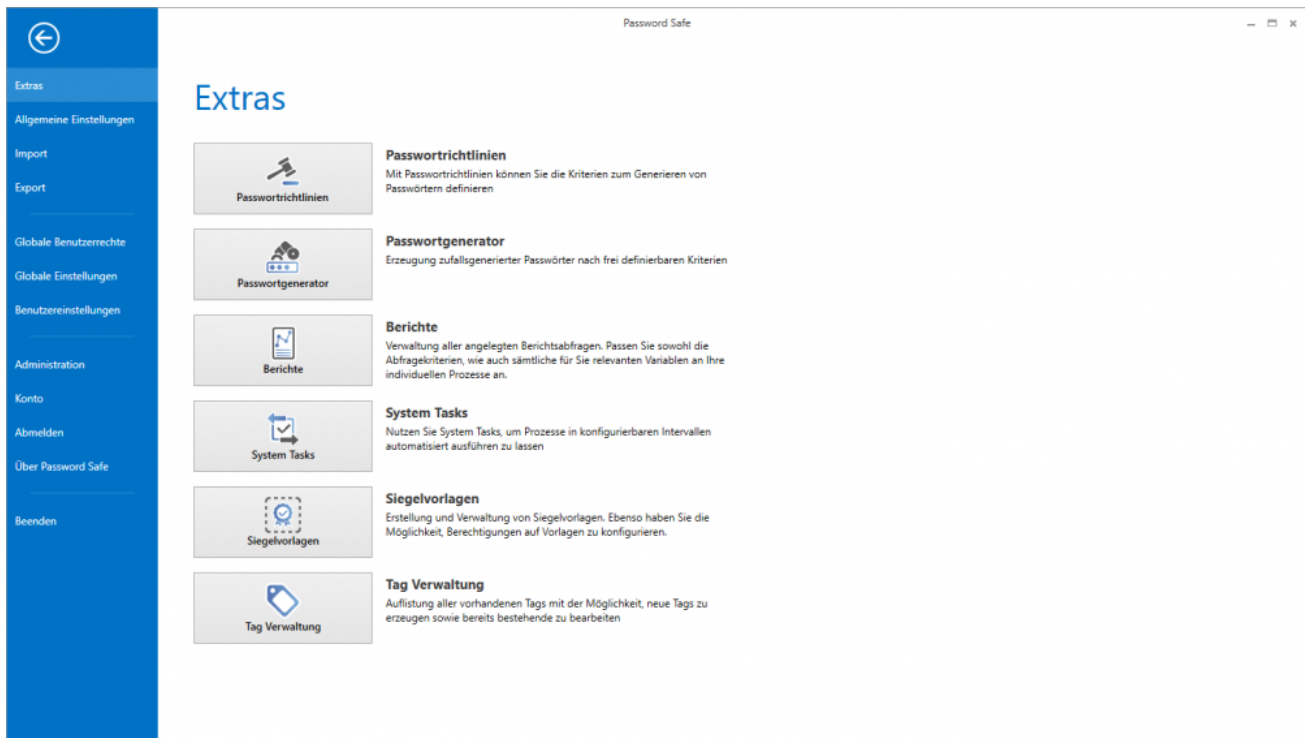 Password Safe
Extras
Allgemeine Einstellungen
Import
Export
Globale Benutzerrechte
Globale Einstellungen
Benutzereinstellungen
Administration
Konto
Abmelden
Über Password Safe
Beenden
Extras
Passwortrichtlinien
Passwortrichtlinien
Mit Passwortrichtlinien können Sie die Kriterien zum Generieren von
Passwörtern definieren
Passwortgenerator
Passwortgenerator
Erzeugung zufallsgenerierter Passwörter nach frei definierbaren Kriterien
Berichte
Berichte
Verwaltung aller angelegten Berichtsabfragen. Passen Sie sowohl die
Abfragekriterien, wie auch sämtliche für Sie relevanten Variablen an Ihre
individuellen Prozesse an.
System Tasks
System Tasks
Nutzen Sie System Tasks, um Prozesse in konfigurierbaren Intervallen
automatisiert ausführen zu lassen
Siegelvorlagen
Siegelvorlagen
Erstellung und Verwaltung von Siegelvorlagen. Ebenso haben Sie die
Möglichkeit, Berechtigungen auf Vorlagen zu konfigurieren.
Tag Verwaltung
Tag Verwaltung
Auflistung aller vorhandenen Tags mit der Möglichkeit, neue Tags zu
erzeugen sowie bereits bestehende zu bearbeiten